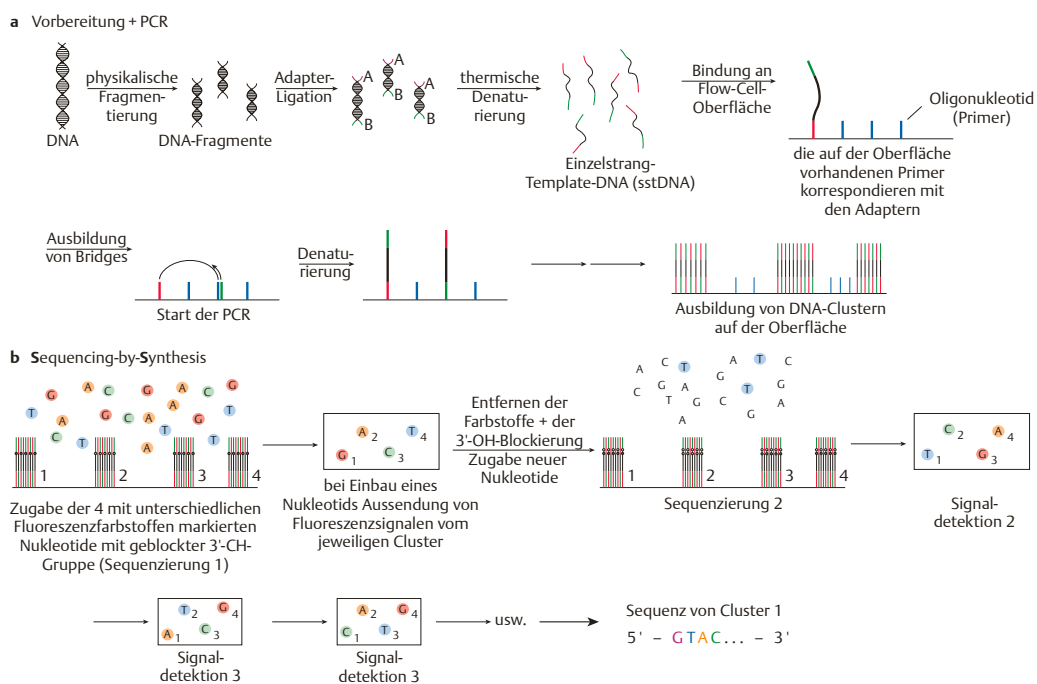 a Vorbereitung + PCR
DNA
physikalische
Fragmen-
tierung
DNA-Fragmente
Adapter-
Ligation
A
B
A
A
B
B
thermische
Denatu-
rierung
Einzelstrang-
Template-DNA (sstDNA)
Bindung an
Flow-Cell-
Oberfläche
Oligonukleotid
(Primer)
die auf der Oberfläche
vorhandenen Primer
korrespondieren mit
den Adaptern
Ausbildung
von Bridges
Start der PCR
Denatu-
rierung
Ausbildung von DNA-Clustern
auf der Oberfläche
b Sequencing-by-Synthesis
G A C G A C G
T A G C A A G T
C T A T
1 2 3 4
Zugabe der 4 mit unterschiedlichen
Fluoreszenzfarbstoffen markierten
Nukleotide mit geblockter 3'-CH-
Gruppe (Sequenzierung 1)
A 2 T 4
G 1 C 3
bei Einbau eines
Nukleotids Aussendung von
Fluoreszenzsignalen vom
jeweiligen Cluster
Entfernen der
Farbstoffe + der
3'-OH-Blockierung
Zugabe neuer
Nukleotide
A C T G A T C
C G T A A G C T G A
A G
1 2 3 4
Sequenzierung 2
C 2 A 4
T 1 G 3
Signal-
detektion 2
T 2 G 4
A 1 C 3
Signal-
detektion 3
A 2 G 4
C 1 T 3
Signal-
detektion 3
usw.
Sequenz von Cluster 1
5' – GTAC... – 3'